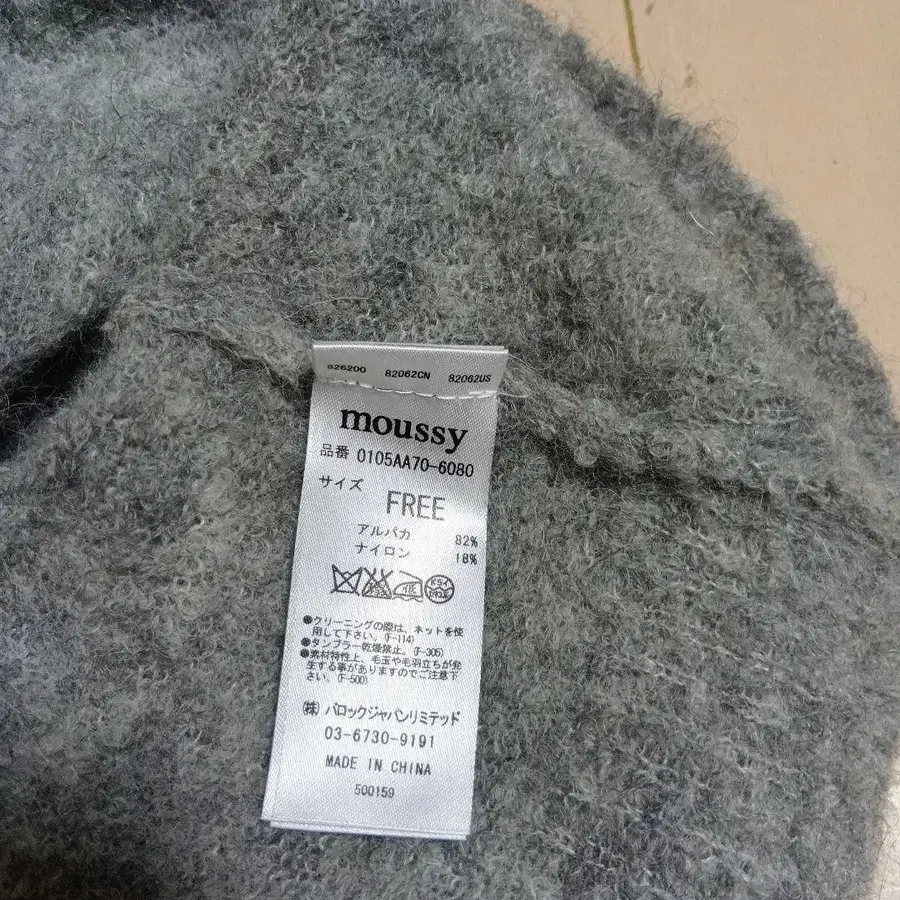 826200 82062CN 82062US
moussy
品番 0105AA70-6080
サイズ
FREE
アルパカ 82%
ナイロン 18%
●クリーニングの際は、ネットを使
用して下さい。(F-114)
●タンブラー乾燥禁止。(F-305)
●素材特性上、毛玉や毛羽立ちが発
生する事がありますのでご注意下
さい。(F-500)
(株) バロックジャパンリミテッド
03-6730-9191
MADE IN CHINA
500159